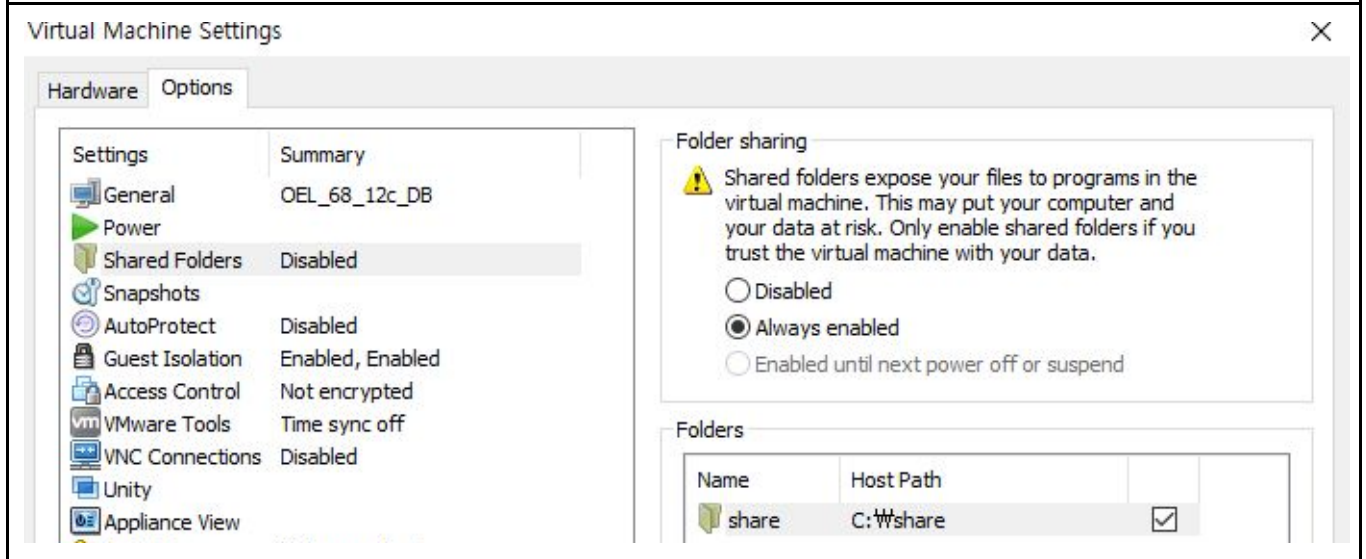 Virtual Machine Settings
Hardware Options
Settings Summary
General OEL_68_12c_DB
Power
Shared Folders Disabled
Snapshots
AutoProtect Disabled
Guest Isolation Enabled, Enabled
Access Control Not encrypted
VMware Tools Time sync off
VNC Connections Disabled
Unity
Appliance View
Folder sharing
Shared folders expose your files to programs in the
virtual machine. This may put your computer and
your data at risk. Only enable shared folders if you
trust the virtual machine with your data.
Disabled
Always enabled
Enabled until next power off or suspend
Folders
Name Host Path
share C:₩share